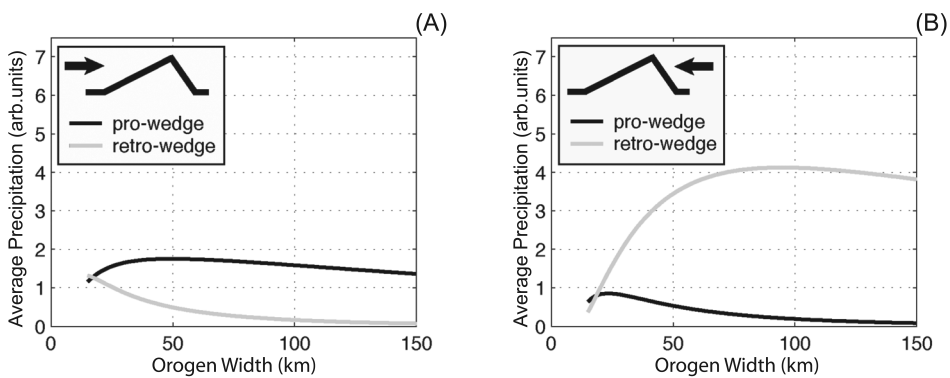 (A)
7
6
5
4
3
2
1
0
Average Precipitation (arb.units)
pro-wedge
retro-wedge
0 50 100 150
Orogen Width (km)
(B)
7
6
5
4
3
2
1
0
Average Precipitation (arb.units)
pro-wedge
retro-wedge
0 50 100 150
Orogen Width (km)